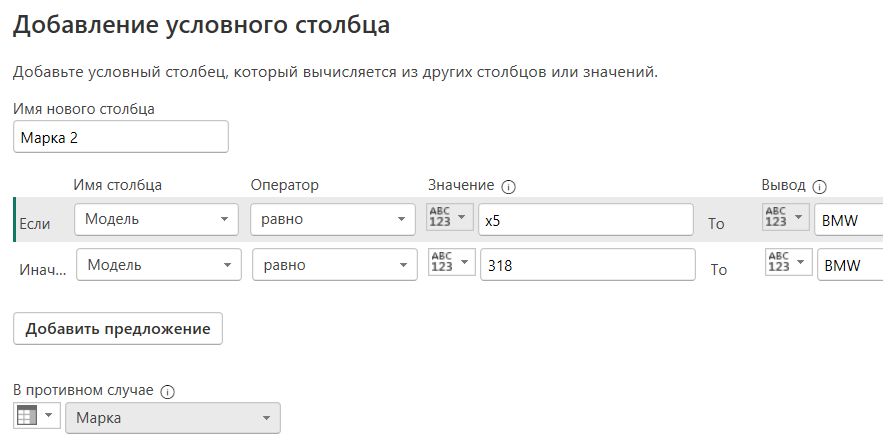 Добавление условного столбца
Добавьте условный столбец, который вычисляется из других столбцов или значений.
Имя нового столбца
Марка 2
Имя столбца Оператор Значение Вывод
Если Модель равно ABC 123 x5 То ABC 123 BMW
Инач... Модель равно ABC 123 318 То ABC 123 BMW
Добавить предложение
В противном случае
Марка